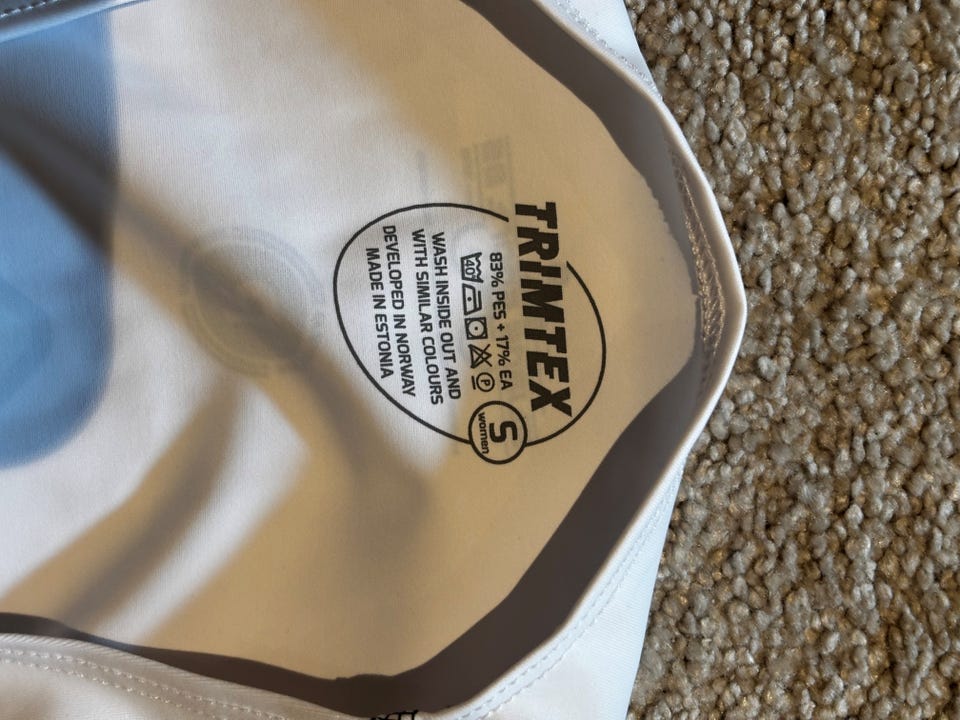 TRIMTEX
83% PES + 17% EA
40 P
WASH INSIDE OUT AND
WITH SIMILAR COLOURS
DEVELOPED IN NORWAY
MADE IN ESTONIA
S
women